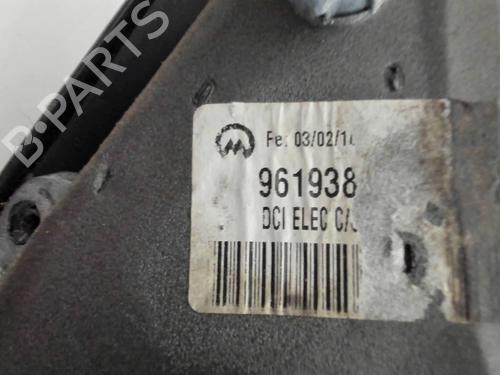 B-PARTS
Fe: 03/02/1
961938
DCI ELEC C/